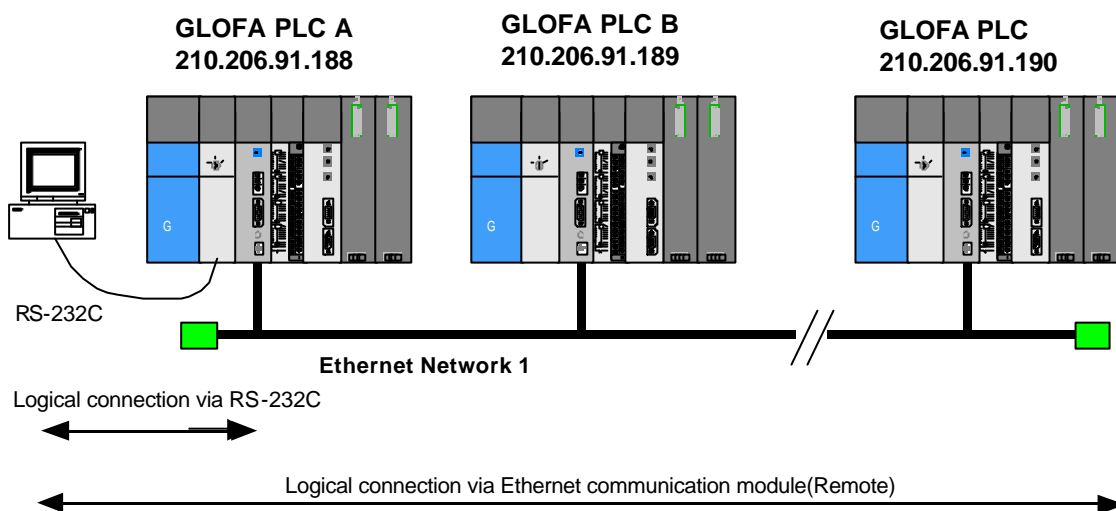 GLOFA PLC A
210.206.91.188
GLOFA PLC B
210.206.91.189
GLOFA PLC
210.206.91.190
G
G
G
RS-232C
Ethernet Network 1
Logical connection via RS-232C
Logical connection via Ethernet communication module(Remote)